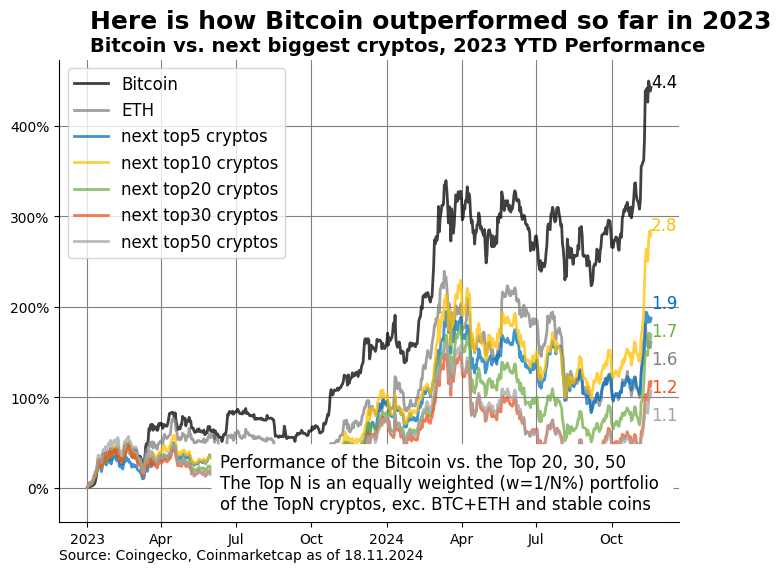 Here is how Bitcoin outperformed so far in 2023
Bitcoin vs. next biggest cryptos, 2023 YTD Performance
Bitcoin
ETH
next top5 cryptos
next top10 cryptos
next top20 cryptos
next top30 cryptos
next top50 cryptos
400%
300%
200%
100%
0%
4.4
2.8
1.9
1.7
1.6
1.2
1.1
Performance of the Bitcoin vs. the Top 20, 30, 50
The Top N is an equally weighted (w=1/N%) portfolio
of the TopN cryptos, exc. BTC+ETH and stable coins
2023 Apr Jul Oct 2024 Apr Jul Oct
Source: Coingecko, Coinmarketcap as of 18.11.2024